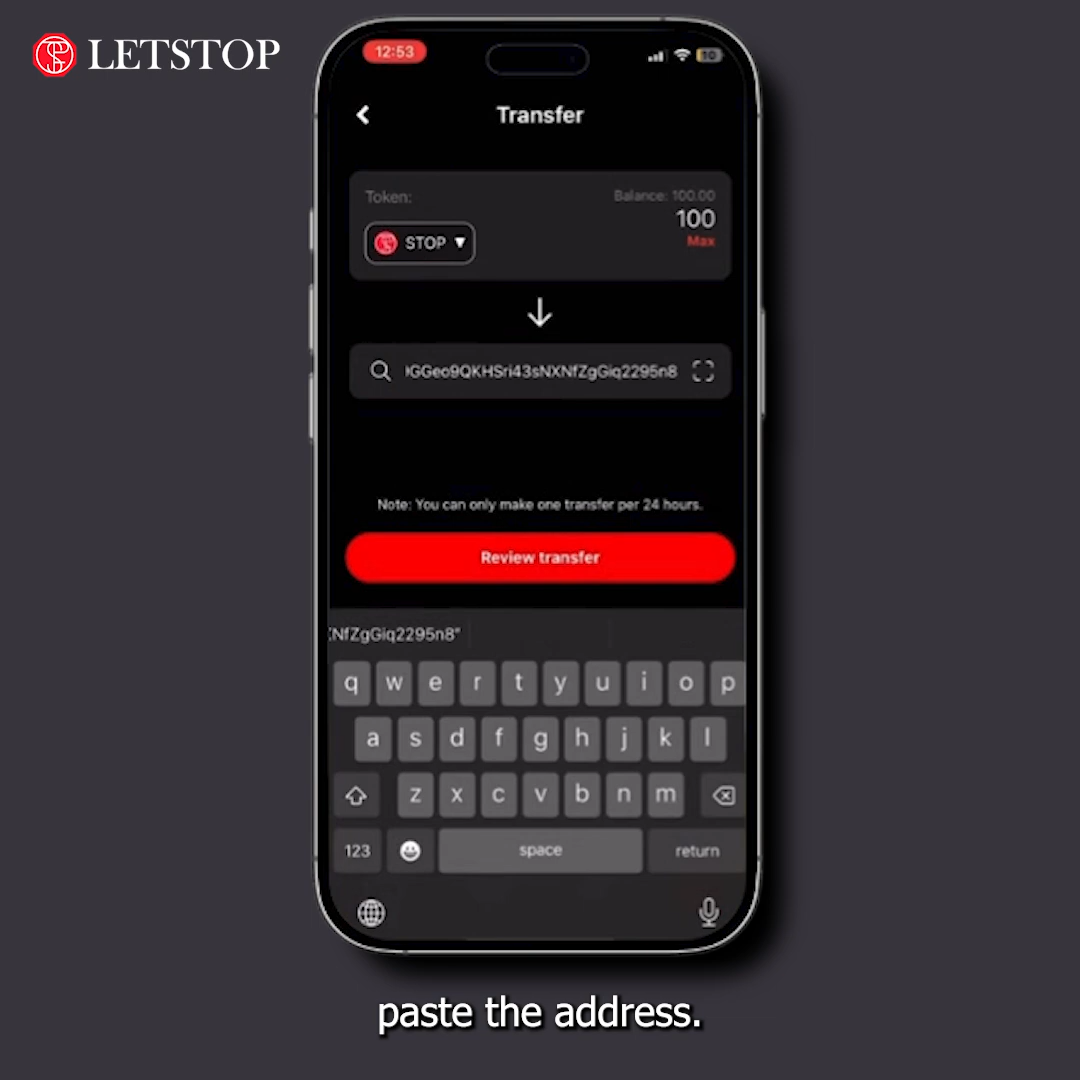 LETSTOP
12:53
10
Transfer
Token:
Balance: 100.00
100
STOP
Max
GGeo9QKHSri43sNXNfZgGiq2295n8
Note: You can only make one transfer per 24 hours.
Review transfer
NfZgGiq2295n8"
q w e r t y u i o p
a s d f g h j k l
z x c v b n m
123
space
return
paste the address.